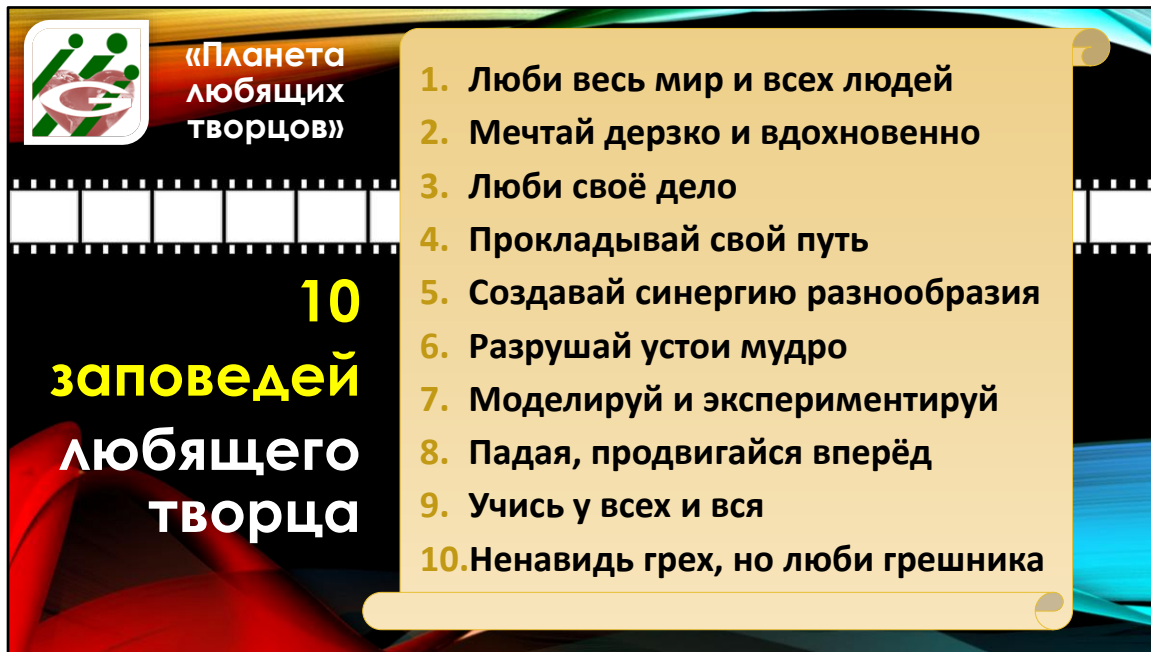 «Планета
любящих
творцов»
10
заповедей
любящего
творца
1. Люби весь мир и всех людей
2. Мечтай дерзко и вдохновенно
3. Люби своё дело
4. Прокладывай свой путь
5. Создавай синергию разнообразия
6. Разрушай устои мудро
7. Моделируй и экспериментируй
8. Падая, продвигайся вперёд
9. Учись у всех и вся
10.Ненавидь грех, но люби грешника